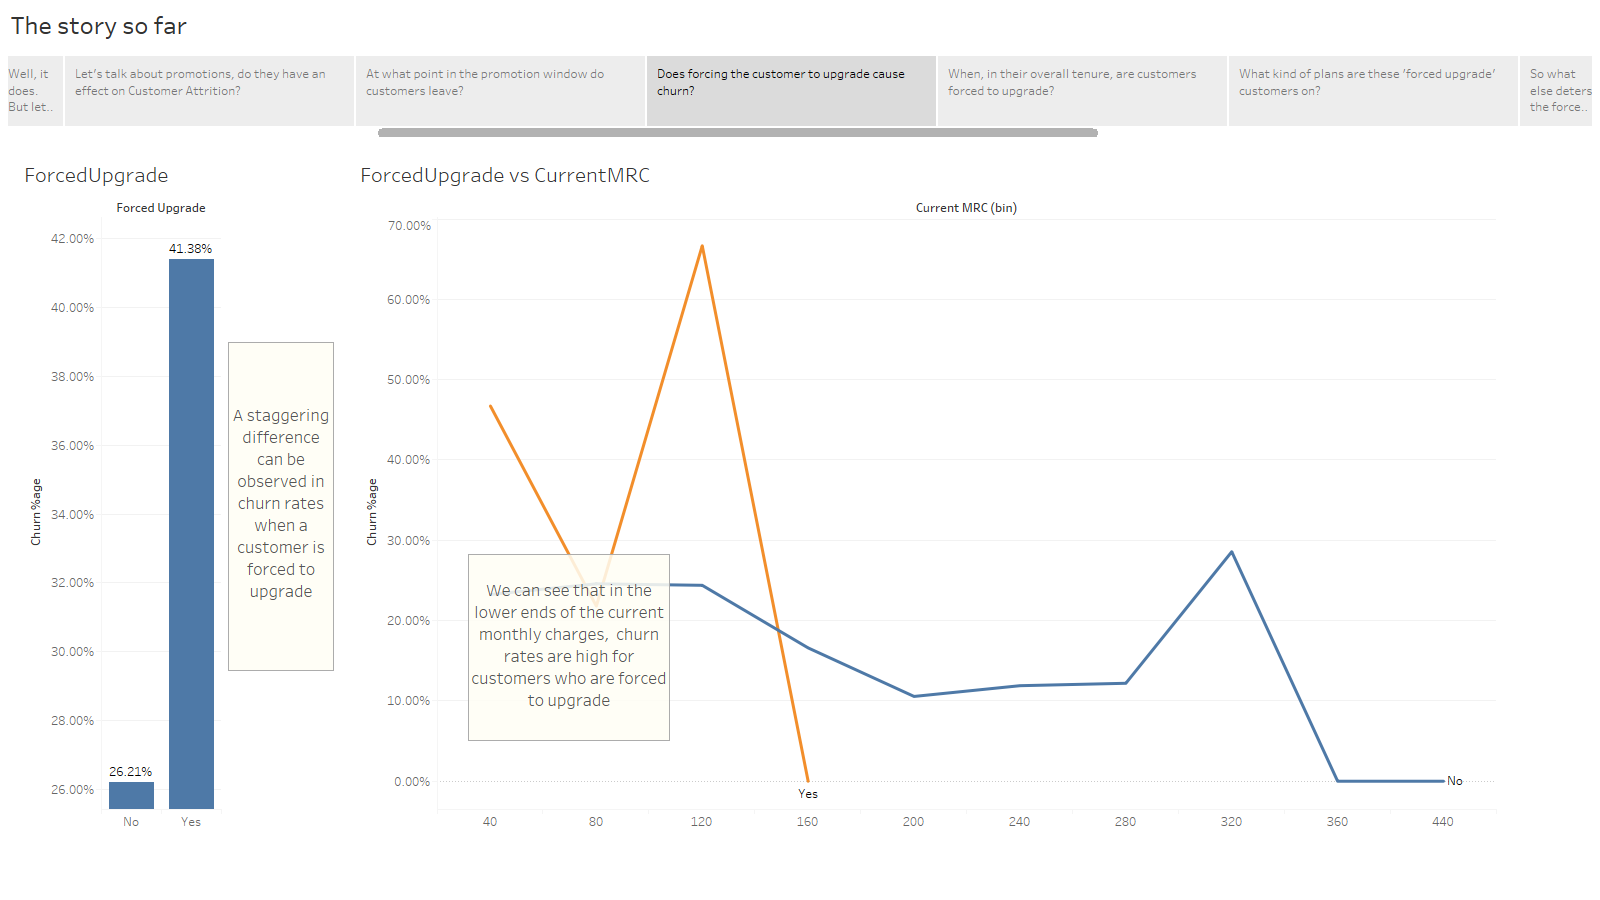 The story so far
Well, it
does.
But let..
Let's talk about promotions, do they have an
effect on Customer Attrition?
At what point in the promotion window do
customers leave?
Does forcing the customer to upgrade cause
churn?
When, in their overall tenure, are customers
forced to upgrade?
What kind of plans are these 'forced upgrade'
customers on?
So what
else deters
the force..
ForcedUpgrade
Forced Upgrade
Churn %age
42.00%
40.00%
38.00%
36.00%
34.00%
32.00%
30.00%
28.00%
26.00%
41.38%
26.21%
No
Yes
A staggering
difference
can be
observed in
churn rates
when a
customer is
forced to
upgrade
ForcedUpgrade vs CurrentMRC
Current MRC (bin)
Churn %age
70.00%
60.00%
50.00%
40.00%
30.00%
20.00%
10.00%
0.00%
We can see that in the
lower ends of the current
monthly charges,  churn
rates are high for
customers who are forced
to upgrade
Yes
No
40
80
120
160
200
240
280
320
360
440